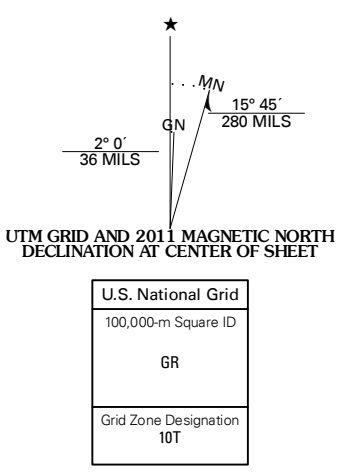 ★
MN
15° 45´
280 MILS
GN
2° 0´
36 MILS
UTM GRID AND 2011 MAGNETIC NORTH
DECLINATION AT CENTER OF SHEET
U.S. National Grid
100,000-m Square ID
GR
Grid Zone Designation
10T